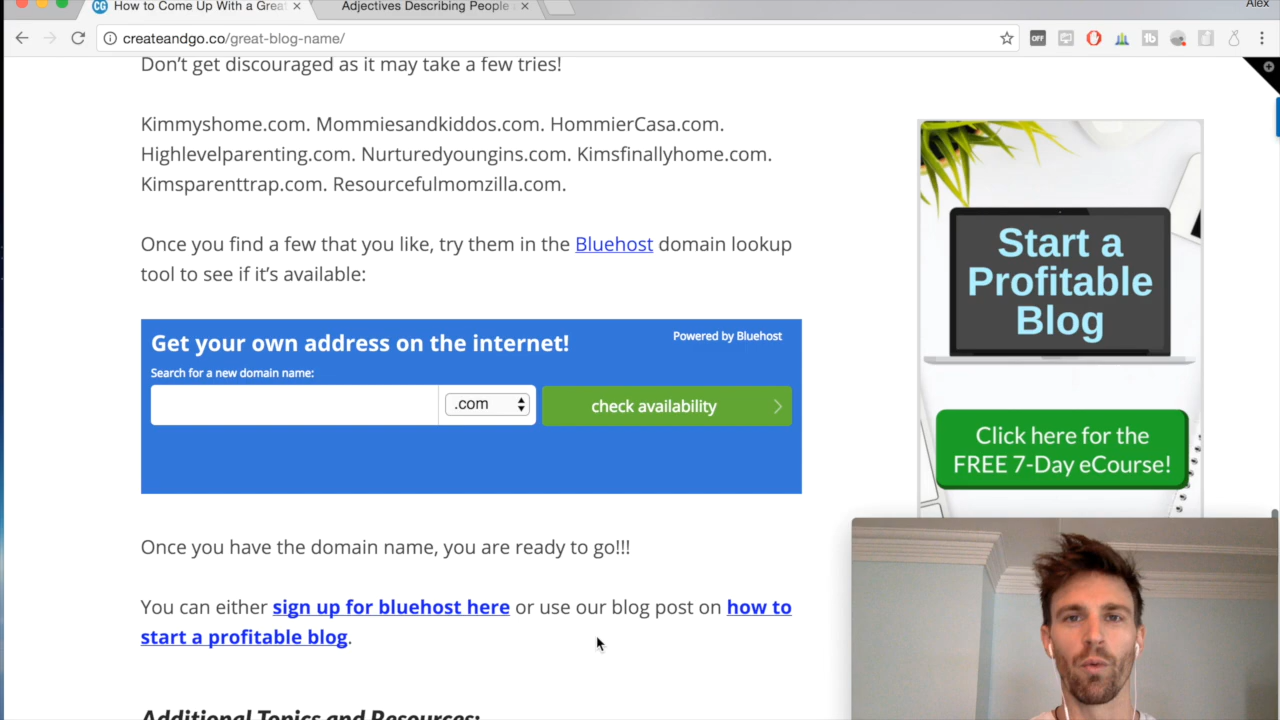 Alex
How to Come Up With a Great
Adjectives Describing People
createandgo.co/great-blog-name/
Don't get discouraged as it may take a few tries!
Kimmyshome.com. Mommiesandkiddos.com. HommierCasa.com.
Highlevelparenting.com. Nurturedyoungins.com. Kimsfinallyhome.com.
Kimsparenttrap.com. Resourcefulmomzilla.com.
Once you find a few that you like, try them in the Bluehost domain lookup
tool to see if it's available:
Get your own address on the internet!
Powered by Bluehost
Search for a new domain name:
.com
check availability
Once you have the domain name, you are ready to go!!!
You can either sign up for bluehost here or use our blog post on how to
start a profitable blog.
Additional Topics and Resources:
Start a
Profitable
Blog
Click here for the
FREE 7-Day eCourse!